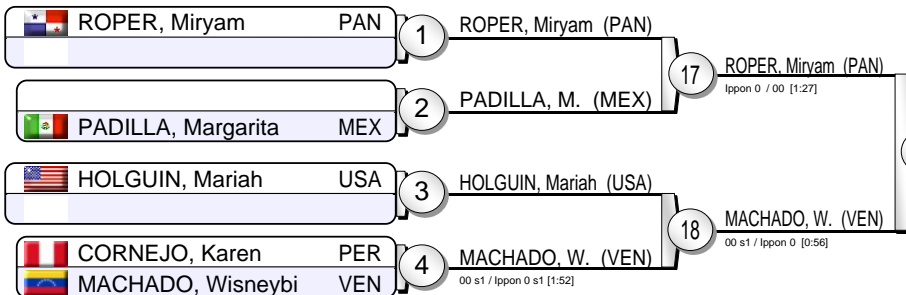 ROPER, Miryam PAN
1
ROPER, Miryam (PAN)
17
ROPER, Miryam (PAN)
Ippon 0 / 00 [1:27]
2
PADILLA, M. (MEX)
PADILLA, Margarita MEX
HOLGUIN, Mariah USA
3
HOLGUIN, Mariah (USA)
18
MACHADO, W. (VEN)
00 s1 / Ippon 0 [0:56]
CORNEJO, Karen PER
4
MACHADO, W. (VEN)
00 s1 / Ippon 0 s1 [1:52]
MACHADO, Wisneybi VEN